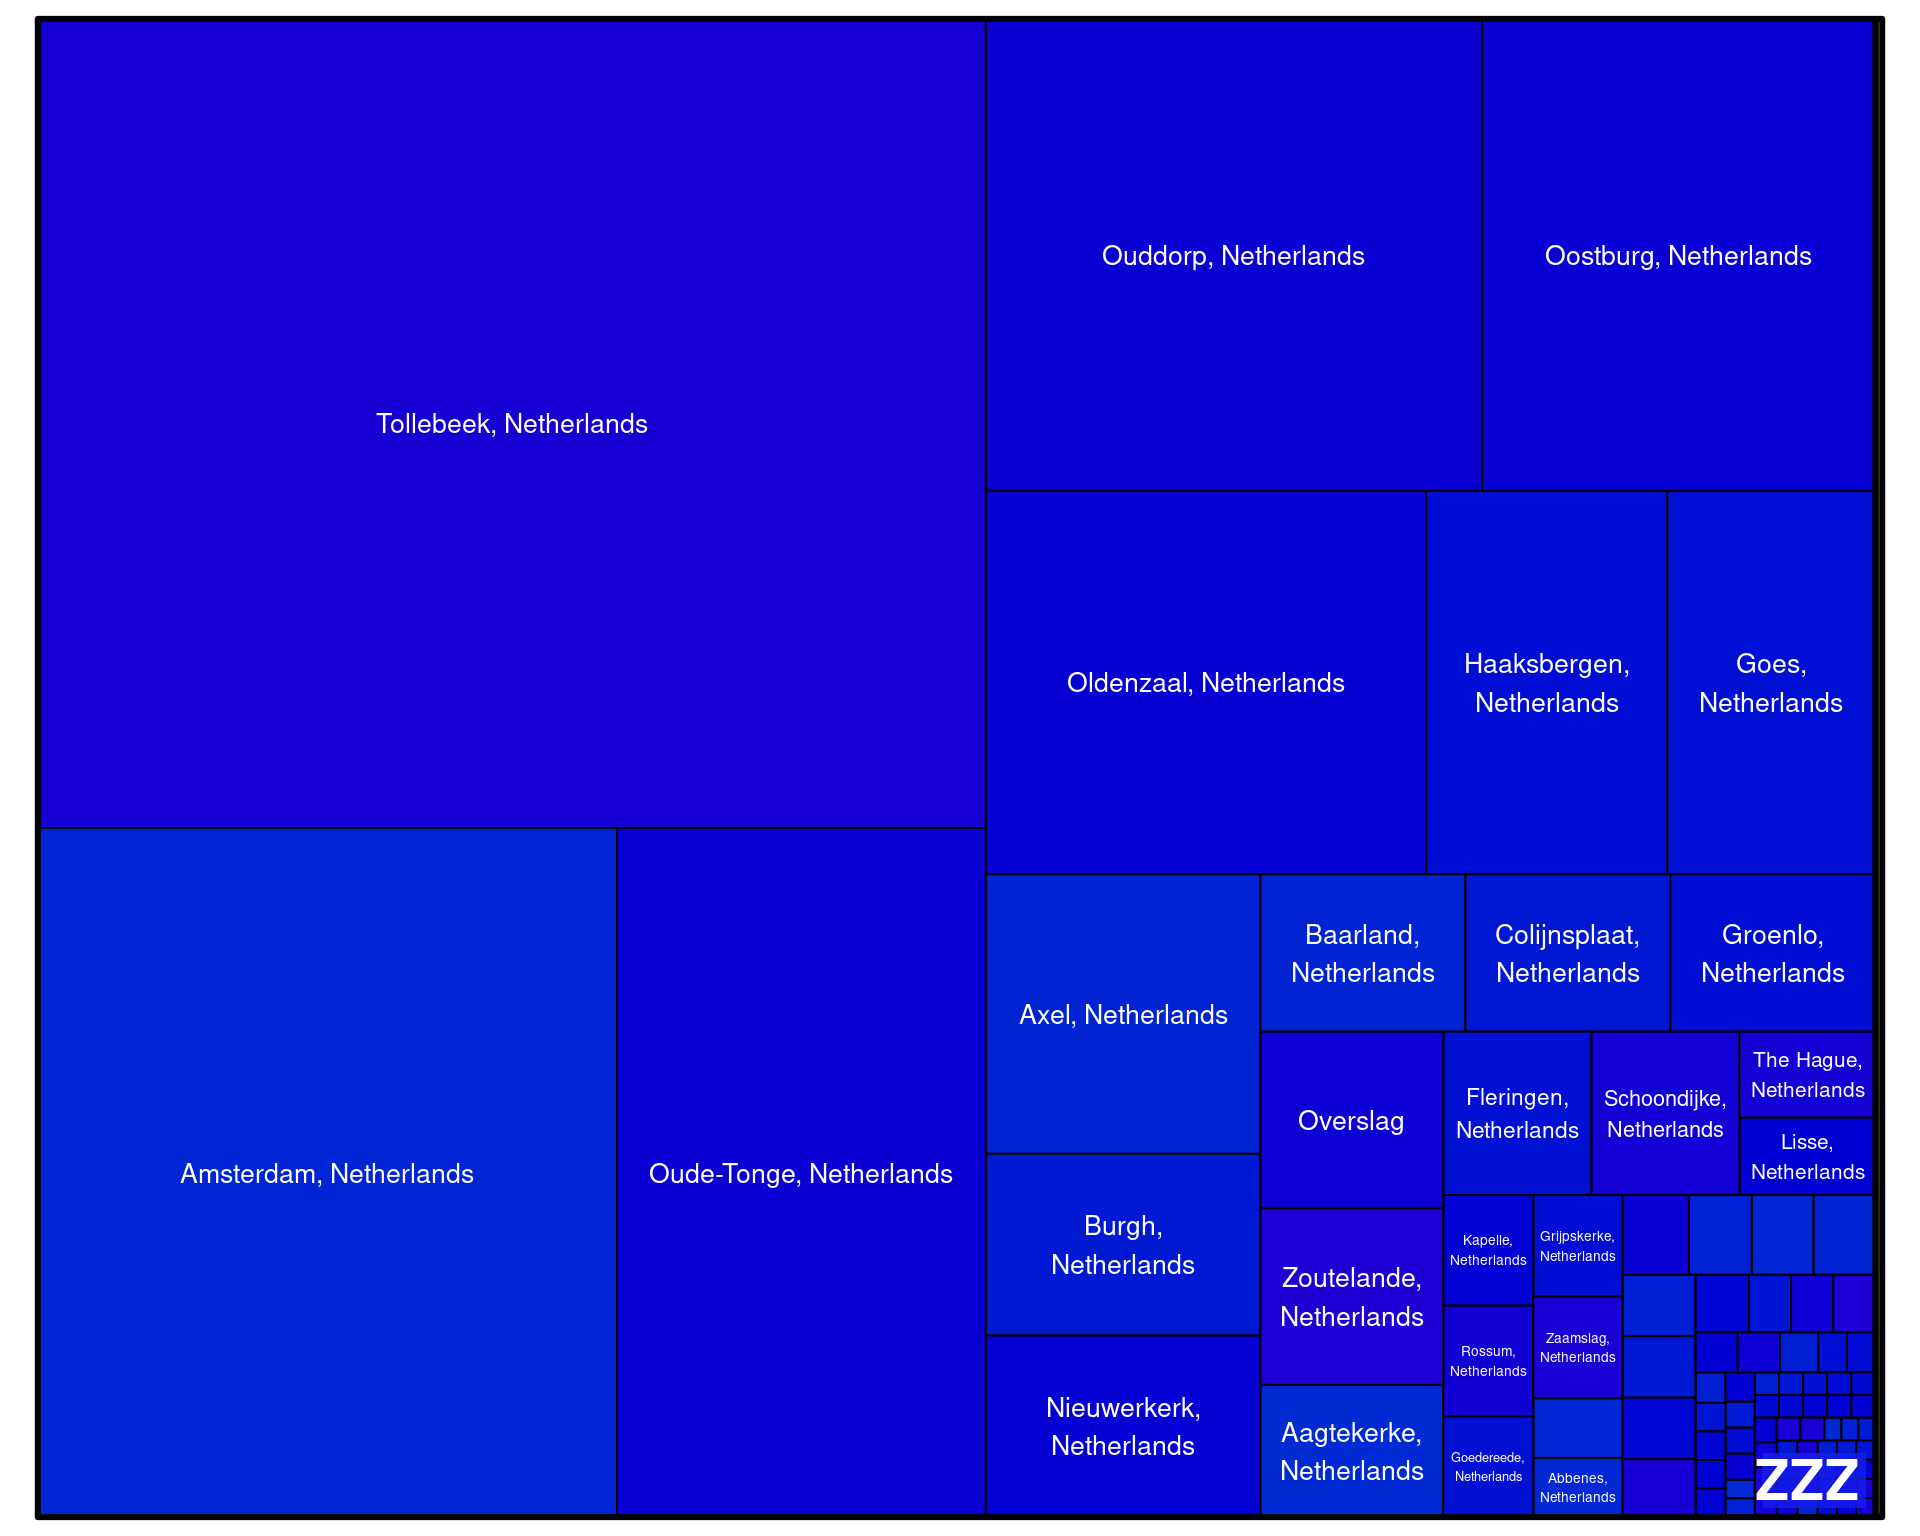 Tollebeek, Netherlands
Ouddorp, Netherlands
Oostburg, Netherlands
Oldenzaal, Netherlands
Haaksbergen,
Netherlands
Goes,
Netherlands
Amsterdam, Netherlands
Oude-Tonge, Netherlands
Axel, Netherlands
Baarland,
Netherlands
Colijnsplaat,
Netherlands
Groenlo,
Netherlands
Overslag
Fleringen,
Netherlands
Schoondijke,
Netherlands
The Hague,
Netherlands
Lisse,
Netherlands
Burgh,
Netherlands
Zoutelande,
Netherlands
Kapelle,
Netherlands
Grijpskerke,
Netherlands
Rossum,
Netherlands
Zaamslag,
Netherlands
Nieuwerkerk,
Netherlands
Aagtekerke,
Netherlands
Goedereede,
Netherlands
Abbenes,
Netherlands
ZZZ